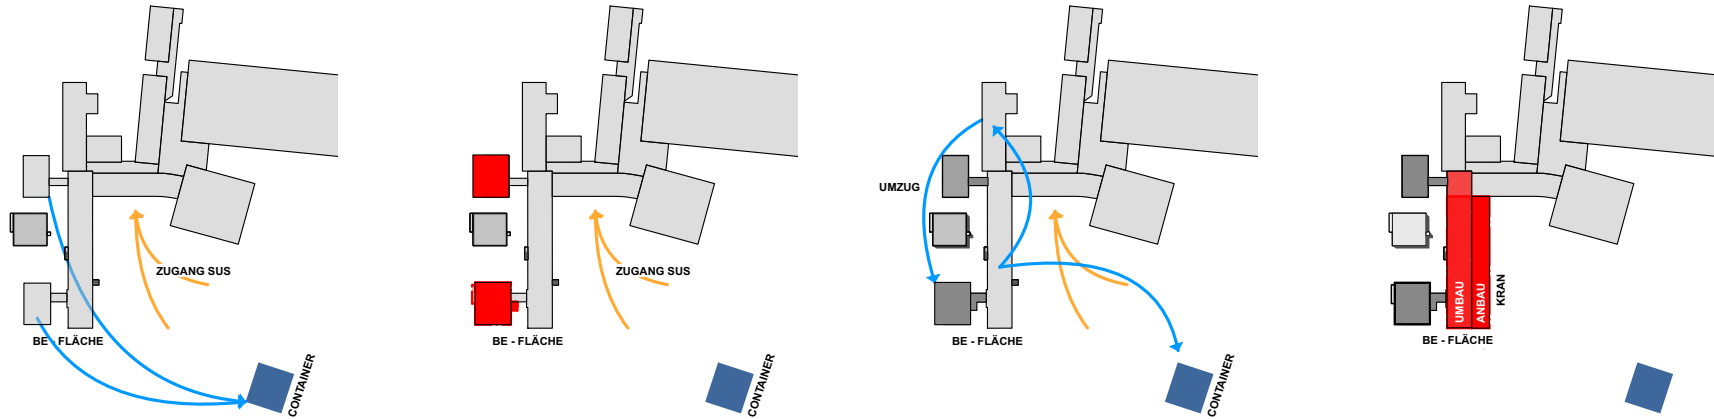 ZUGANG SUS
BE - FLÄCHE
CONTAINER
ZUGANG SUS
BE - FLÄCHE
CONTAINER
UMZUG
BE - FLÄCHE
CONTAINER
UMBAU
ANBAU
KRAN
BE - FLÄCHE